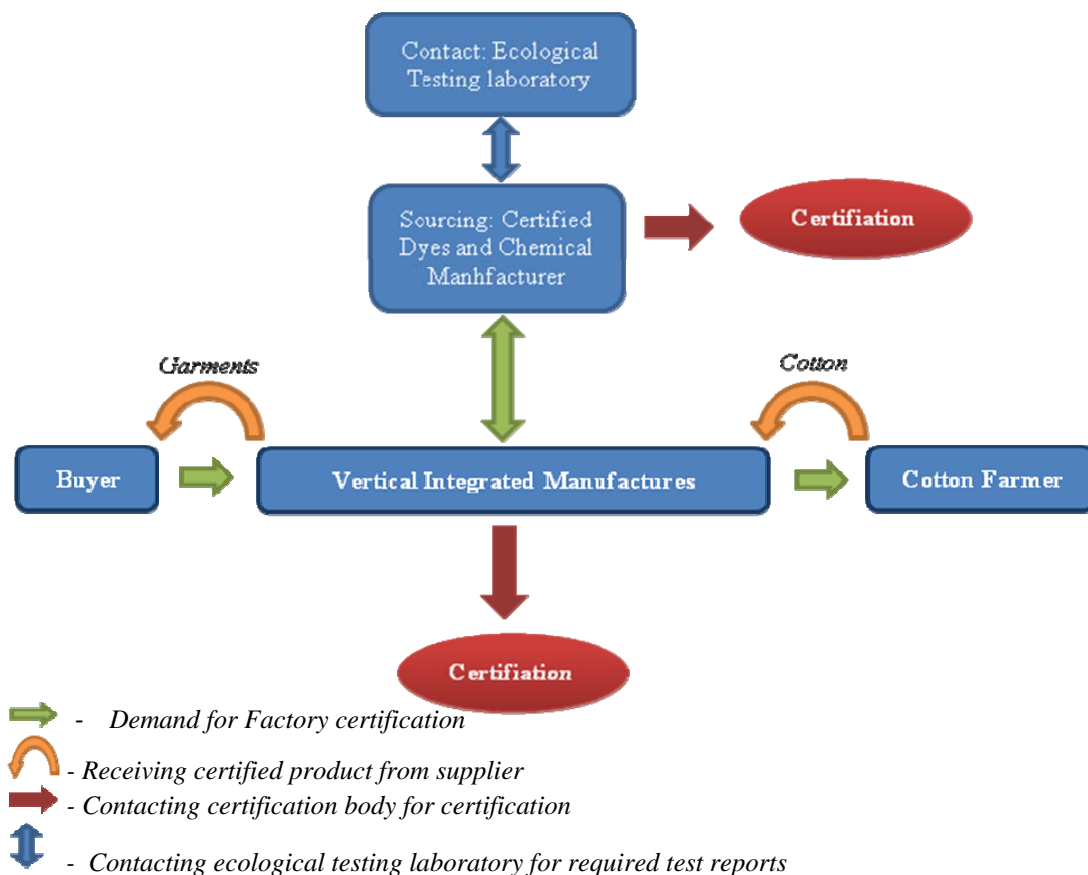 Contact: Ecological
Testing laboratory
Sourcing: Certified
Dyes and Chemical
Manhfacturer
Certifiation
Garments
Cotton
Buyer
Vertical Integrated Manufactures
Cotton Farmer
Certifiation
- Demand for Factory certification
- Receiving certified product from supplier
- Contacting certification body for certification
- Contacting ecological testing laboratory for required test reports